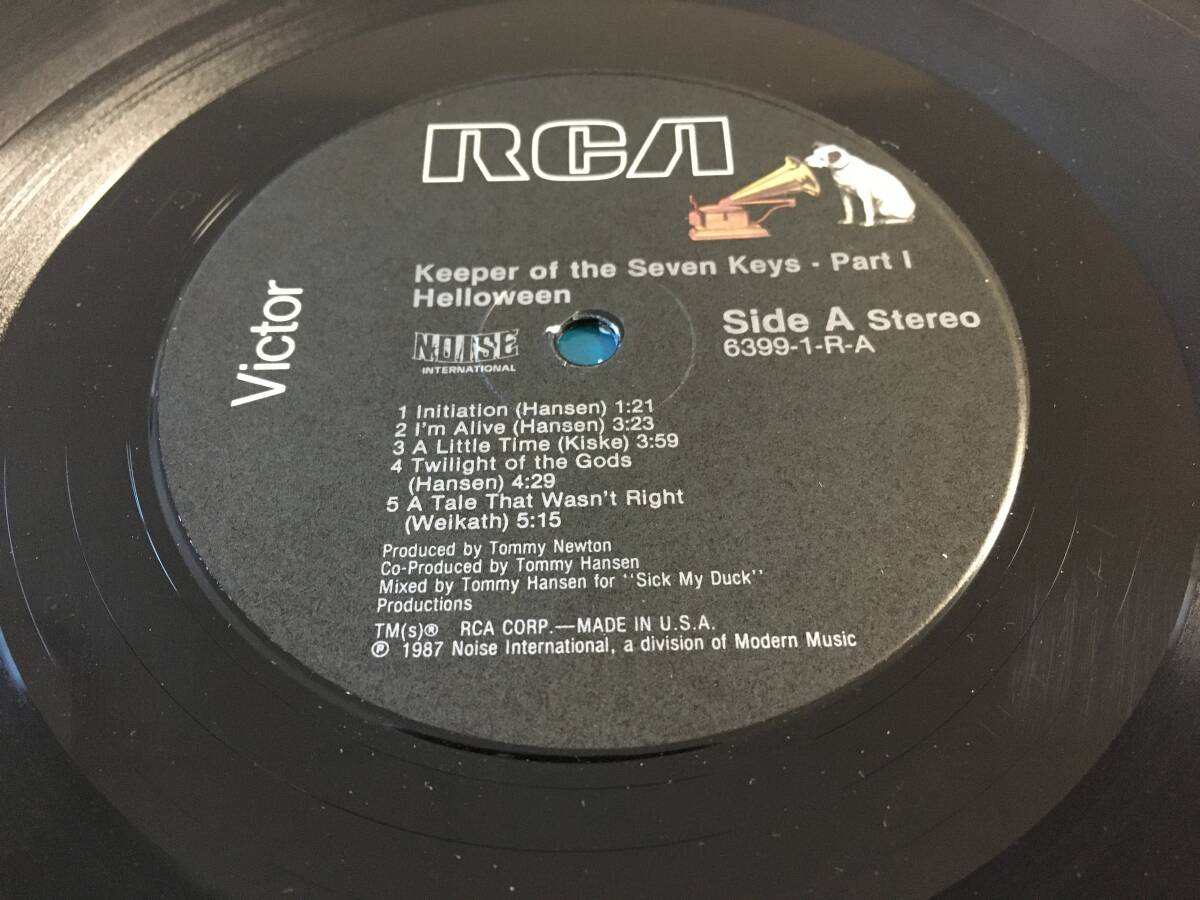 RCA
Victor
Keeper of the Seven Keys - Part I
Helloween
NOISE
INTERNATIONAL
Side A Stereo
6399-1-R-A
1 Initiation (Hansen) 1:21
2 I'm Alive (Hansen) 3:23
3 A Little Time (Kiske) 3:59
4 Twilight of the Gods
(Hansen) 4:29
5 A Tale That Wasn't Right
(Weikath) 5:15
Produced by Tommy Newton
Co-Produced by Tommy Hansen
Mixed by Tommy Hansen for "Sick My Duck"
Productions
TM(s)® RCA CORP.—MADE IN U.S.A.
℗ 1987 Noise International, a division of Modern Music